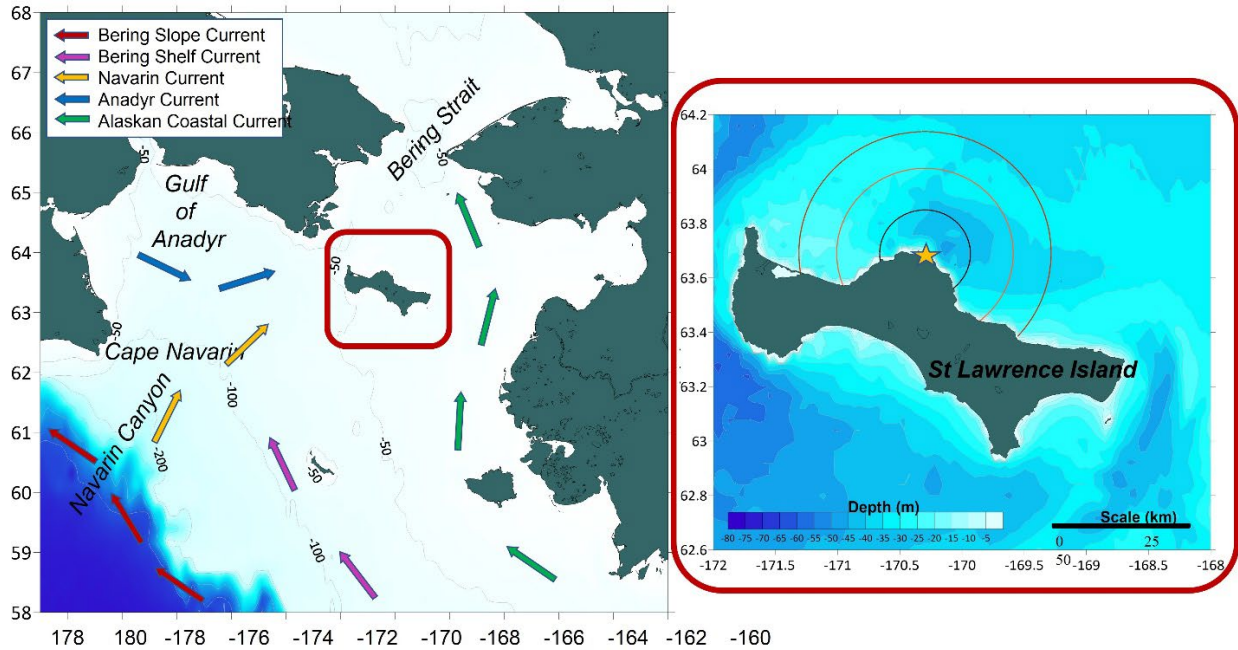 68
67
66
65
64
63
62
61
60
59
58
Bering Slope Current
Bering Shelf Current
Navarin Current
Anadyr Current
Alaskan Coastal Current
Bering Strait
Gulf
of
Anadyr
Cape Navarin
Navarin Canyon
-50
-50
-50
-50
-50
-50
-100
-100
-200
178 180 -178 -176 -174 -172 -170 -168 -166 -164 -162 -160
64.2
64
63.8
63.6
63.4
63.2
63
62.8
62.6
St Lawrence Island
Depth (m)
-80 -75 -70 -65 -60 -55 -50 -45 -40 -35 -30 -25 -20 -15 -10 -5
Scale (km)
0 25
50
-172 -171.5 -171 -170.5 -170 -169.5 -169 -168.5 -168